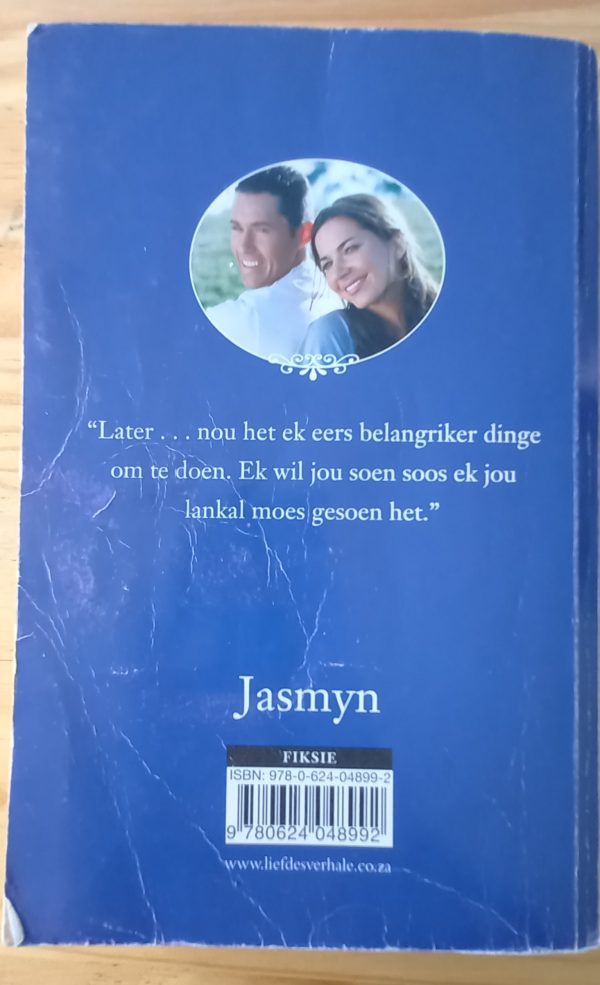 “Later . . . nou het ek eers belangriker dinge
om te doen. Ek wil jou soen soos ek jou
lankal moes gesoen het.”
Jasmyn
FIKSIE
ISBN: 978-0-624-04899-2
9 780624 048992
www.liefdesverhale.co.za